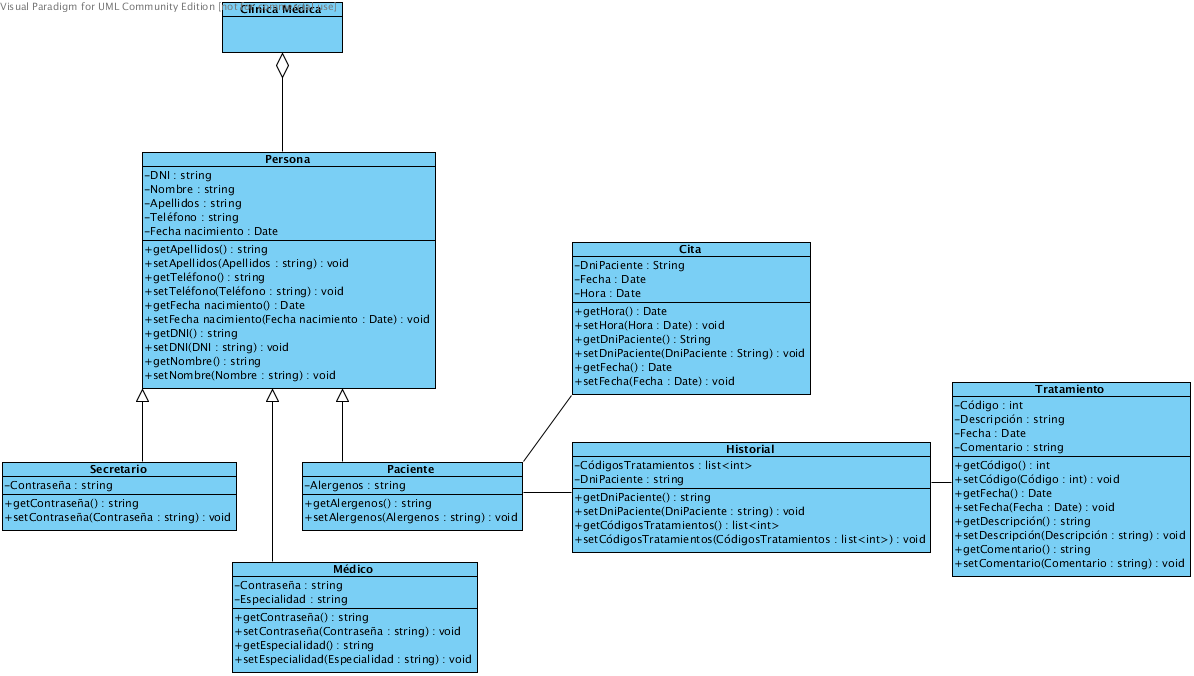 Visual Paradigm for UML Community Edition [not for commercial use]
Clínica Médica
Persona
-DNI : string
-Nombre : string
-Apellidos : string
-Teléfono : string
-Fecha nacimiento : Date
+getApellidos() : string
+setApellidos(Apellidos : string) : void
+getTeléfono() : string
+setTeléfono(Teléfono : string) : void
+getFecha nacimiento() : Date
+setFecha nacimiento(Fecha nacimiento : Date) : void
+getDNI() : string
+setDNI(DNI : string) : void
+getNombre() : string
+setNombre(Nombre : string) : void
Cita
-DniPaciente : String
-Fecha : Date
-Hora : Date
+getHora() : Date
+setHora(Hora : Date) : void
+getDniPaciente() : String
+setDniPaciente(DniPaciente : String) : void
+getFecha() : Date
+setFecha(Fecha : Date) : void
Tratamiento
-Código : int
-Descripción : string
-Fecha : Date
-Comentario : string
+getCódigo() : int
+setCódigo(Código : int) : void
+getFecha() : Date
+setFecha(Fecha : Date) : void
+getDescripción() : string
+setDescripción(Descripción : string) : void
+getComentario() : string
+setComentario(Comentario : string) : void
Historial
-CódigosTratamientos : list<int>
-DniPaciente : string
+getDniPaciente() : string
+setDniPaciente(DniPaciente : string) : void
+getCódigosTratamientos() : list<int>
+setCódigosTratamientos(CódigosTratamientos : list<int>) : void
Secretario
-Contraseña : string
+getContraseña() : string
+setContraseña(Contraseña : string) : void
Paciente
-Alergenos : string
+getAlergenos() : string
+setAlergenos(Alergenos : string) : void
Médico
-Contraseña : string
-Especialidad : string
+getContraseña() : string
+setContraseña(Contraseña : string) : void
+getEspecialidad() : string
+setEspecialidad(Especialidad : string) : void